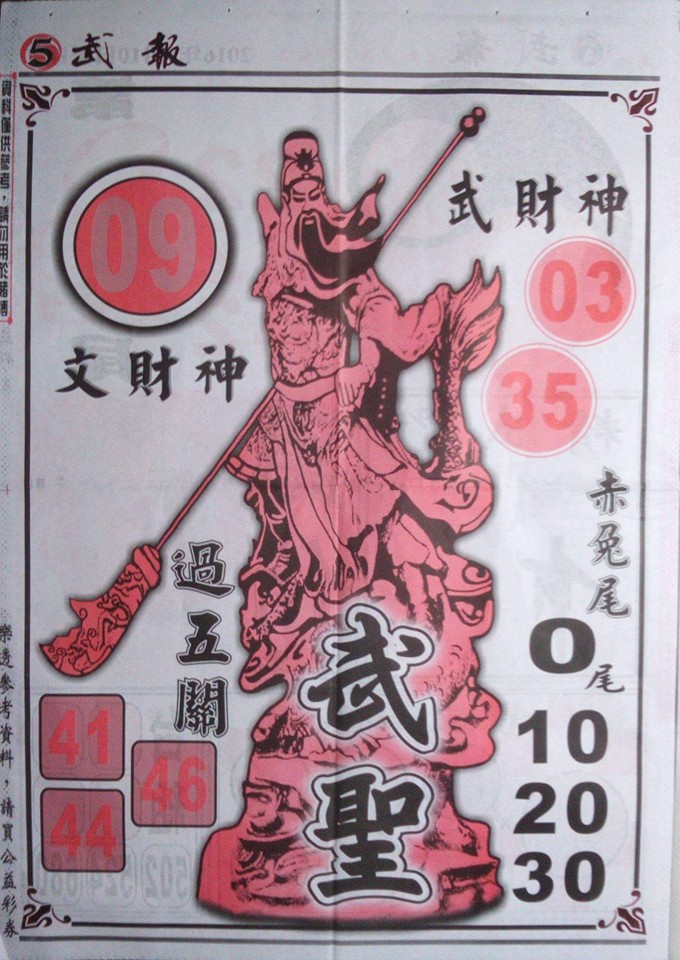 5 武報
資料僅供參考，請勿用於賭博
09
文財神
武財神
03
35
赤兔尾
0尾
10
20
30
過五關
41
46
44
武聖
樂透參考資料，請買公益彩券